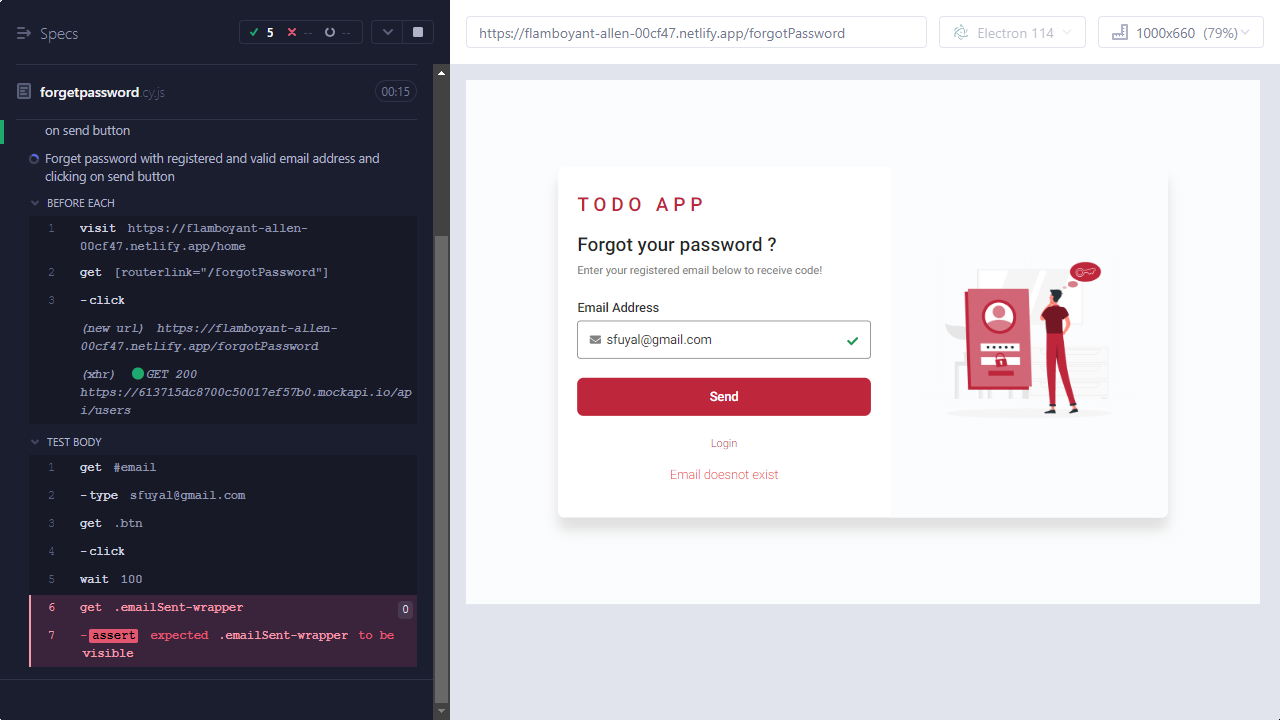 Specs
5
--
--
https://flamboyant-allen-00cf47.netlify.app/forgotPassword
Electron 114
1000x660 (79%)
forgetpassword.cy.js
00:15
on send button
Forget password with registered and valid email address and
clicking on send button
BEFORE EACH
1 visit https://flamboyant-allen-
00cf47.netlify.app/home
2 get [routerlink="/forgotPassword"]
3 -click
(new url) https://flamboyant-allen-
00cf47.netlify.app/forgotPassword
(xhr) GET 200
https://613715dc8700c50017ef57b0.mockapi.io/ap
i/users
TEST BODY
1 get #email
2 -type sfuyal@gmail.com
3 get .btn
4 -click
5 wait 100
6 get .emailSent-wrapper 0
7 -assert expected .emailSent-wrapper to be
visible
TODO APP
Forgot your password ?
Enter your registered email below to receive code!
Email Address
sfuyal@gmail.com
Send
Login
Email doesnot exist